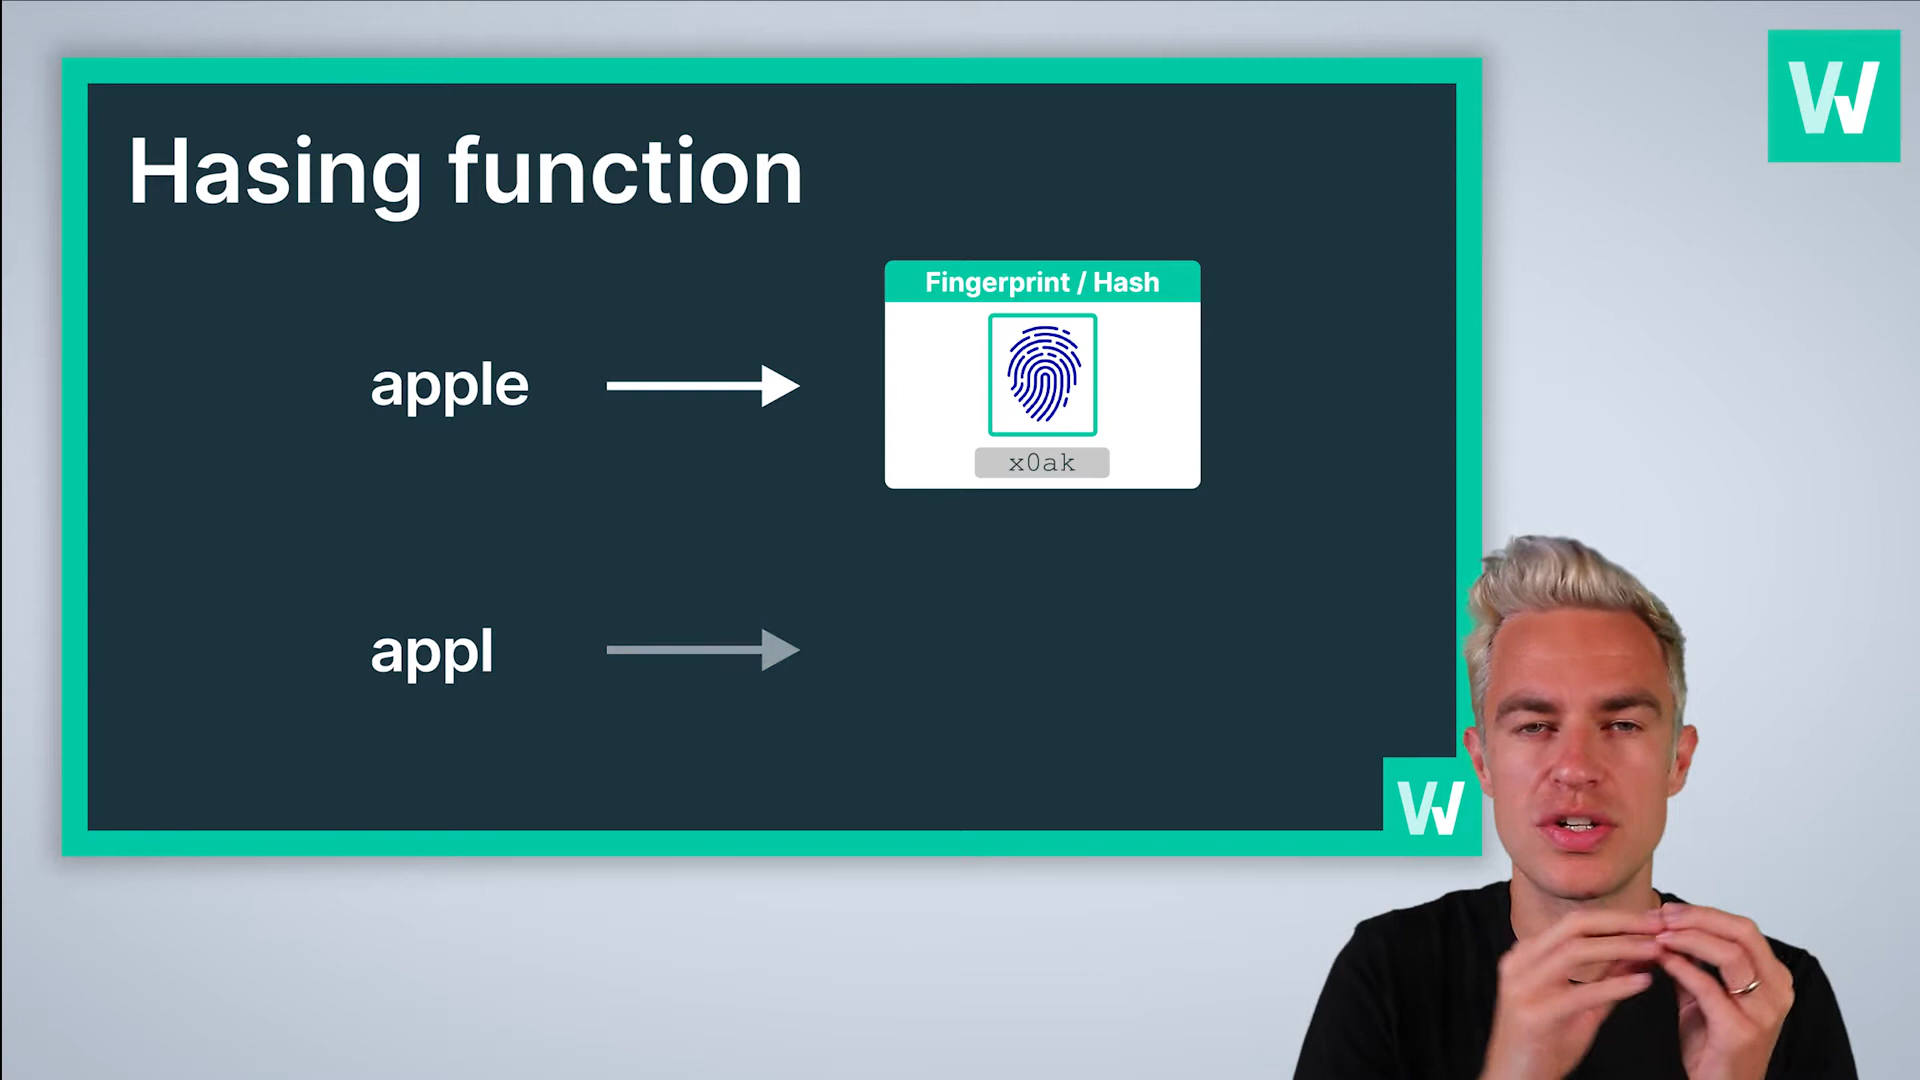 Hasing function
Fingerprint / Hash
apple
x0ak
appl
W
W